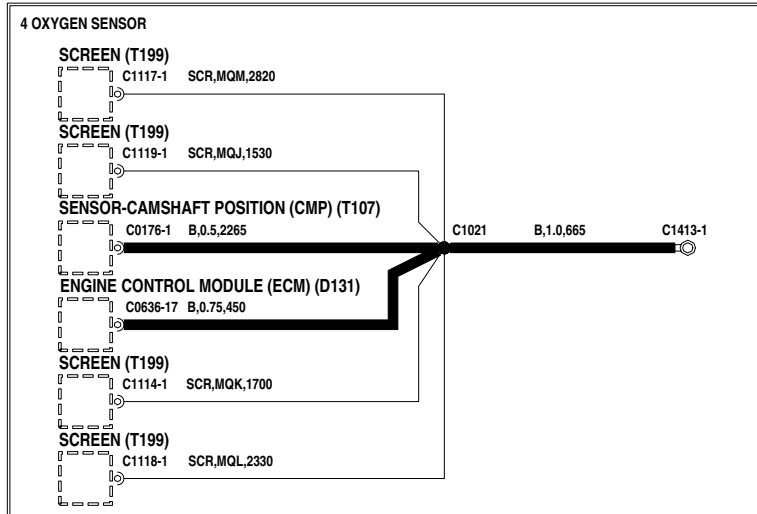 4 OXYGEN SENSOR
SCREEN (T199)
C1117-1 SCR,MQM,2820
SCREEN (T199)
C1119-1 SCR,MQJ,1530
SENSOR-CAMSHAFT POSITION (CMP) (T107)
C0176-1 B,0.5,2265 C1021 B,1.0,665 C1413-1
ENGINE CONTROL MODULE (ECM) (D131)
C0636-17 B,0.75,450
SCREEN (T199)
C1114-1 SCR,MQK,1700
SCREEN (T199)
C1118-1 SCR,MQL,2330